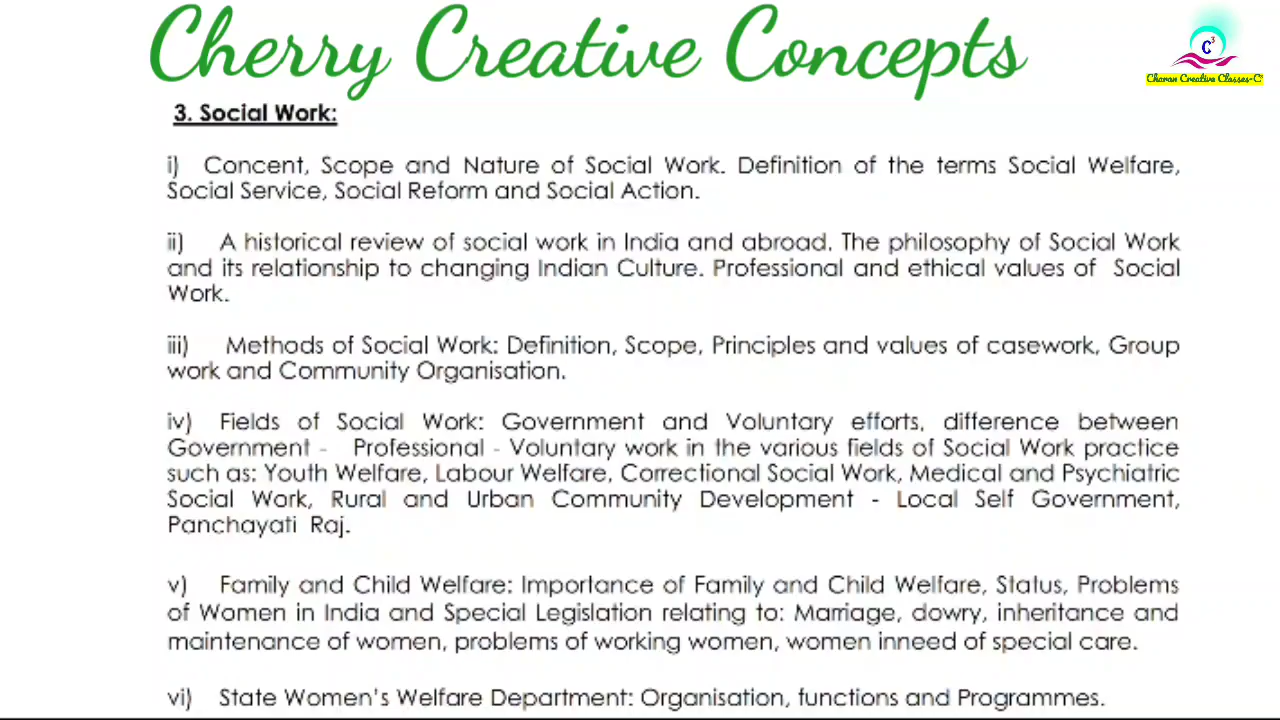 Cherry Creative Concepts
C³
Charan Creative Classes-C³
3. Social Work:
i) Concent, Scope and Nature of Social Work. Definition of the terms Social Welfare,
Social Service, Social Reform and Social Action.
ii) A historical review of social work in India and abroad. The philosophy of Social Work
and its relationship to changing Indian Culture. Professional and ethical values of Social
Work.
iii) Methods of Social Work: Definition, Scope, Principles and values of casework, Group
work and Community Organisation.
iv) Fields of Social Work: Government and Voluntary efforts, difference between
Government - Professional - Voluntary work in the various fields of Social Work practice
such as: Youth Welfare, Labour Welfare, Correctional Social Work, Medical and Psychiatric
Social Work, Rural and Urban Community Development - Local Self Government,
Panchayati Raj.
v) Family and Child Welfare: Importance of Family and Child Welfare, Status, Problems
of Women in India and Special Legislation relating to: Marriage, dowry, inheritance and
maintenance of women, problems of working women, women inneed of special care.
vi) State Women's Welfare Department: Organisation, functions and Programmes.